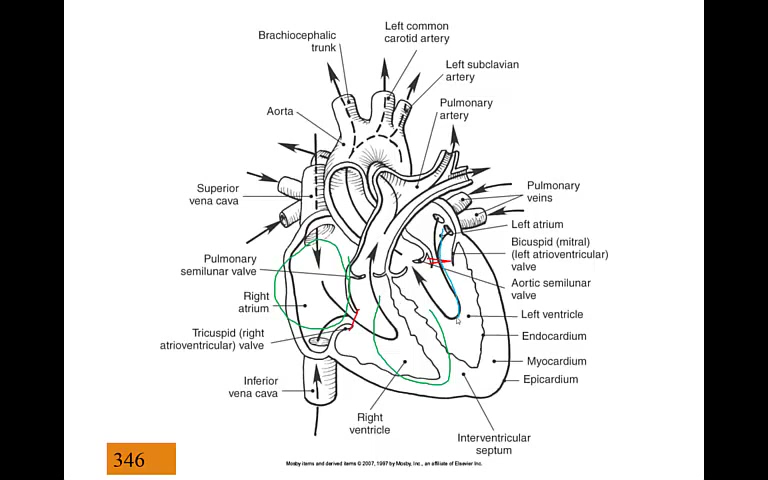 Left common
carotid artery
Brachiocephalic
trunk
Left subclavian
artery
Pulmonary
artery
Aorta
Superior
vena cava
Pulmonary
veins
Left atrium
Bicuspid (mitral)
(left atrioventricular)
valve
Pulmonary
semilunar valve
Aortic semilunar
valve
Right
atrium
Left ventricle
Tricuspid (right
atrioventricular) valve
Endocardium
Myocardium
Epicardium
Inferior
vena cava
Right
ventricle
Interventricular
septum
346
Mosby items and derived items © 2007, 1997 by Mosby, Inc., an affiliate of Elsevier Inc.